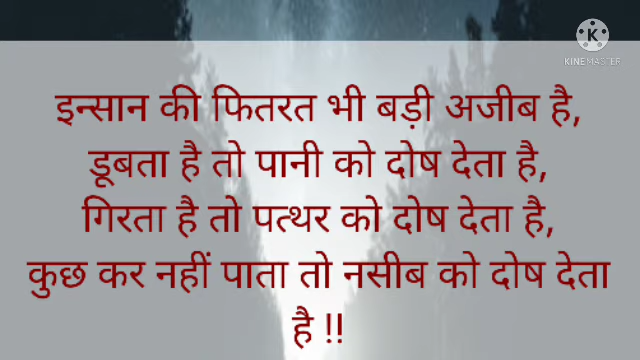 K
KINEMASTER
इन्सान की फितरत भी बड़ी अजीब है,
डूबता है तो पानी को दोष देता है,
गिरता है तो पत्थर को दोष देता है,
कुछ कर नहीं पाता तो नसीब को दोष देता
है !!